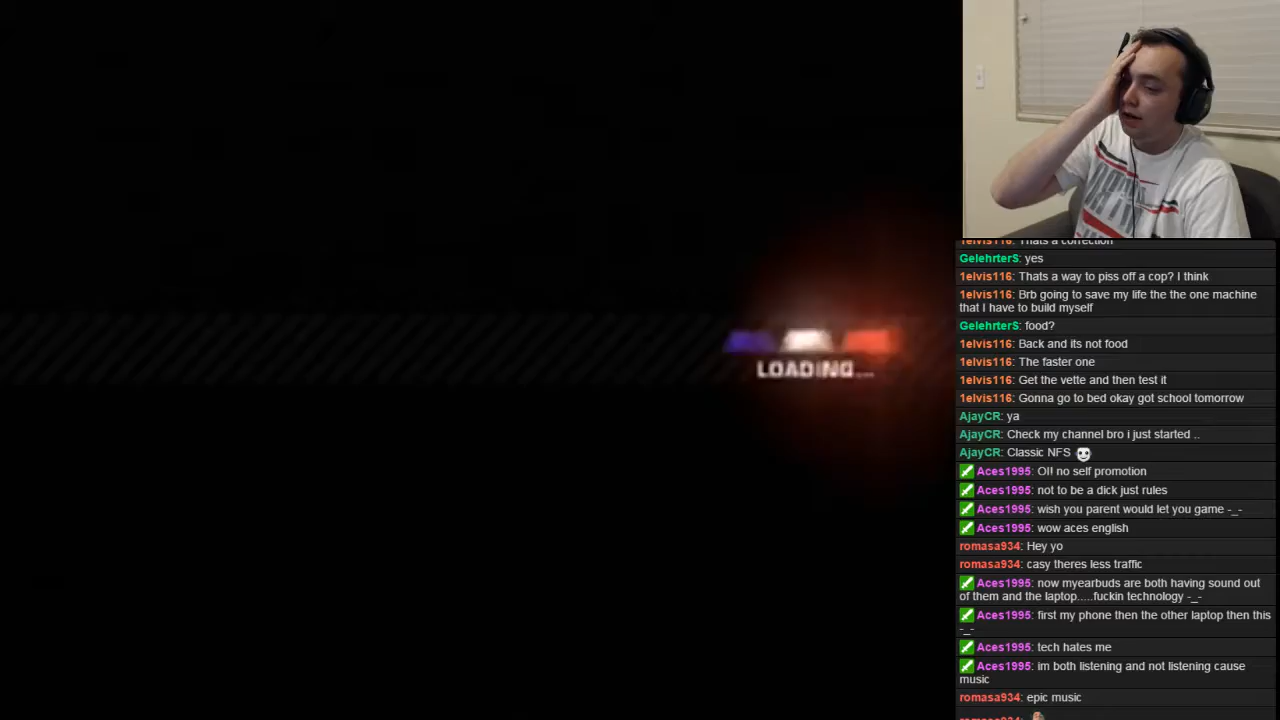 LOADING...
1elvis116: Thats a correction
GelehrterS: yes
1elvis116: Thats a way to piss off a cop? I think
1elvis116: Brb going to save my life the the one machine
that I have to build myself
GelehrterS: food?
1elvis116: Back and its not food
1elvis116: The faster one
1elvis116: Get the vette and then test it
1elvis116: Gonna go to bed okay got school tomorrow
AjayCR: ya
AjayCR: Check my channel bro i just started ..
AjayCR: Classic NFS
Aces1995: OI! no self promotion
Aces1995: not to be a dick just rules
Aces1995: wish you parent would let you game -_-
Aces1995: wow aces english
romasa934: Hey yo
romasa934: casy theres less traffic
Aces1995: now myearbuds are both having sound out
of them and the laptop.....fuckin technology -_-
Aces1995: first my phone then the other laptop then this
-_-
Aces1995: tech hates me
Aces1995: im both listening and not listening cause
music
romasa934: epic music
romasa934: